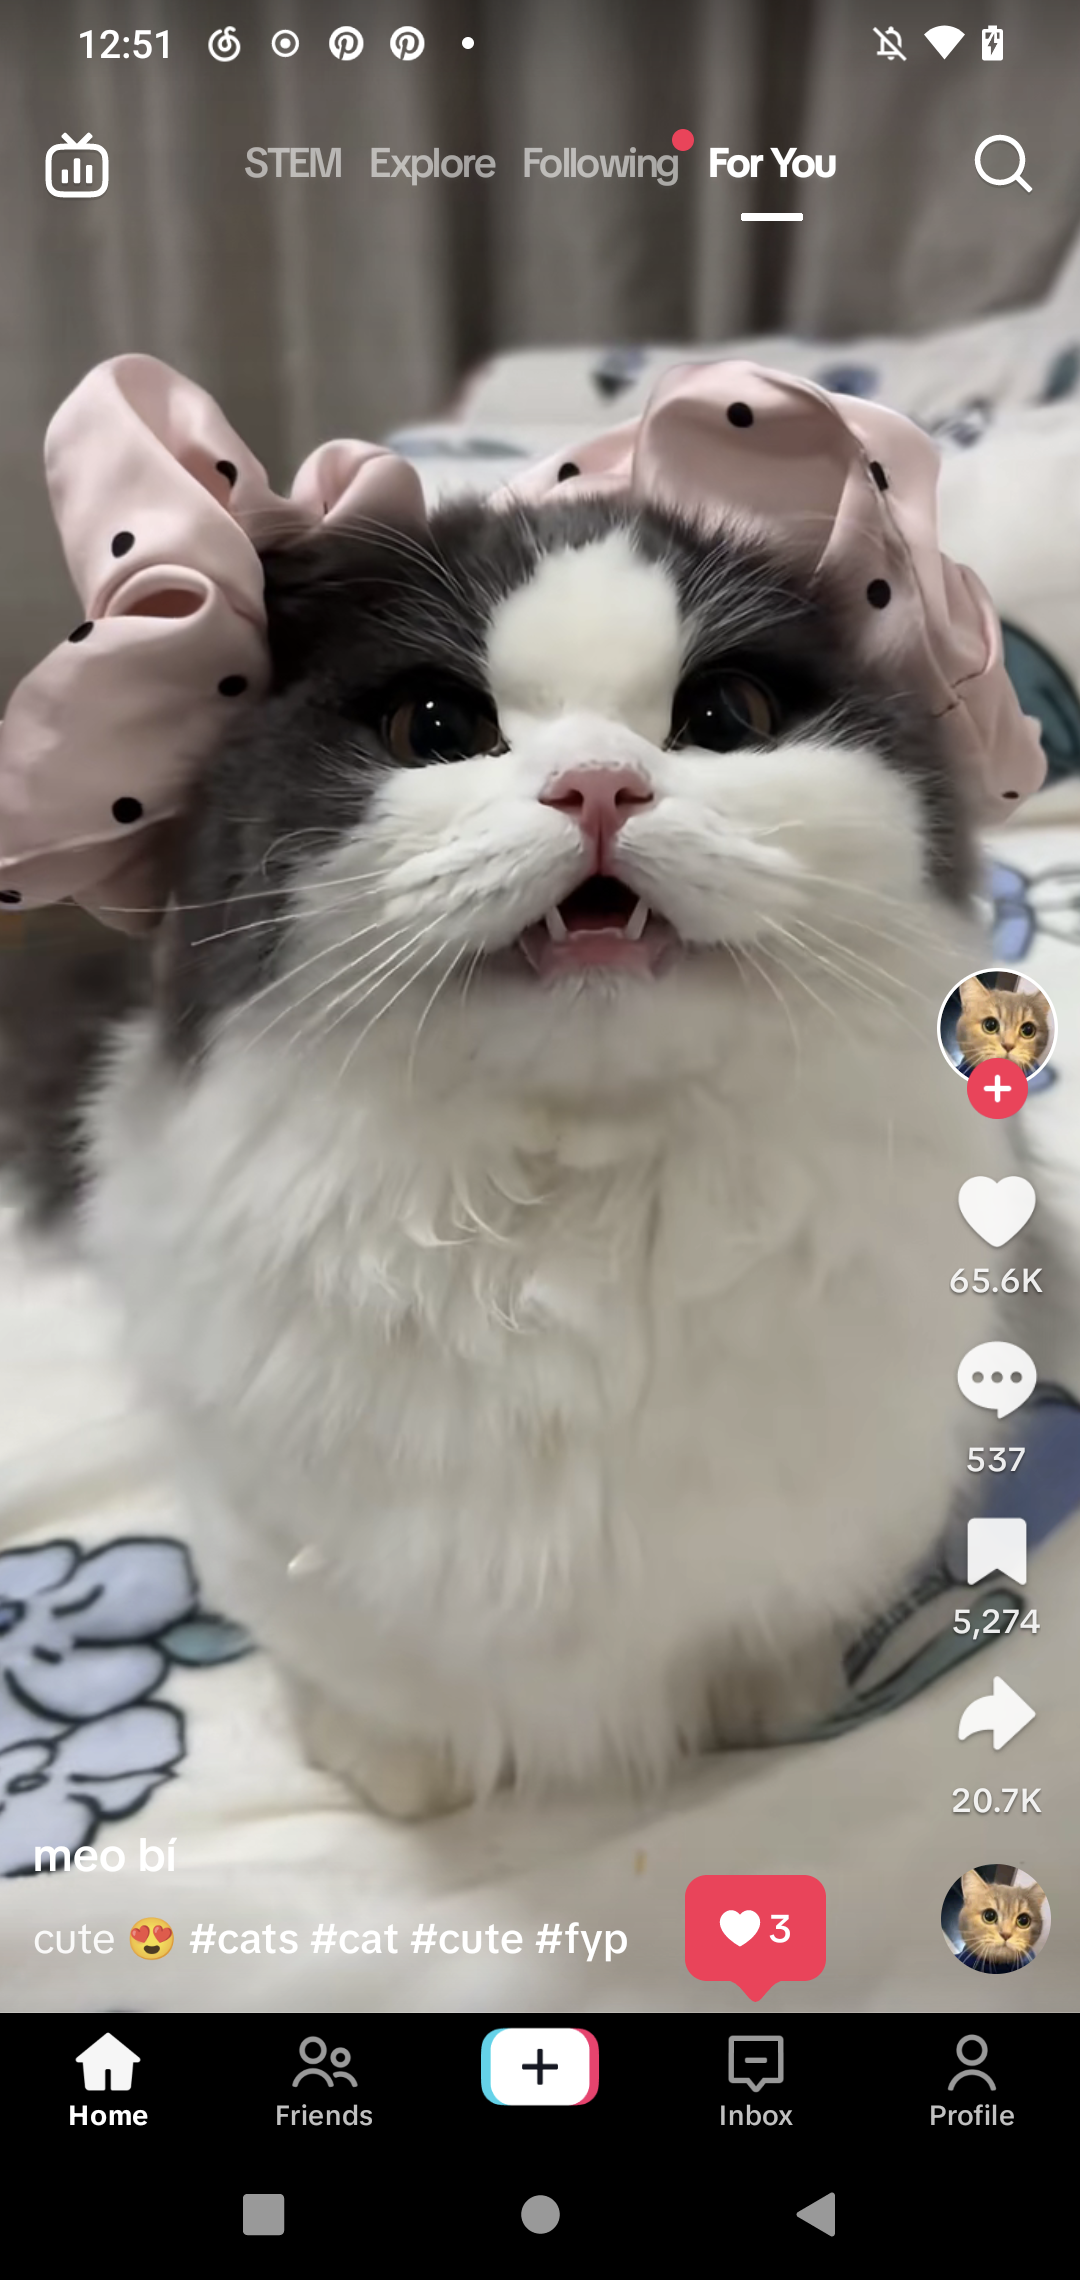 12:51
STEM Explore Following For You
65.6K
537
5,274
20.7K
meo bí
cute 😍 #cats #cat #cute #fyp
3
Home Friends Inbox Profile